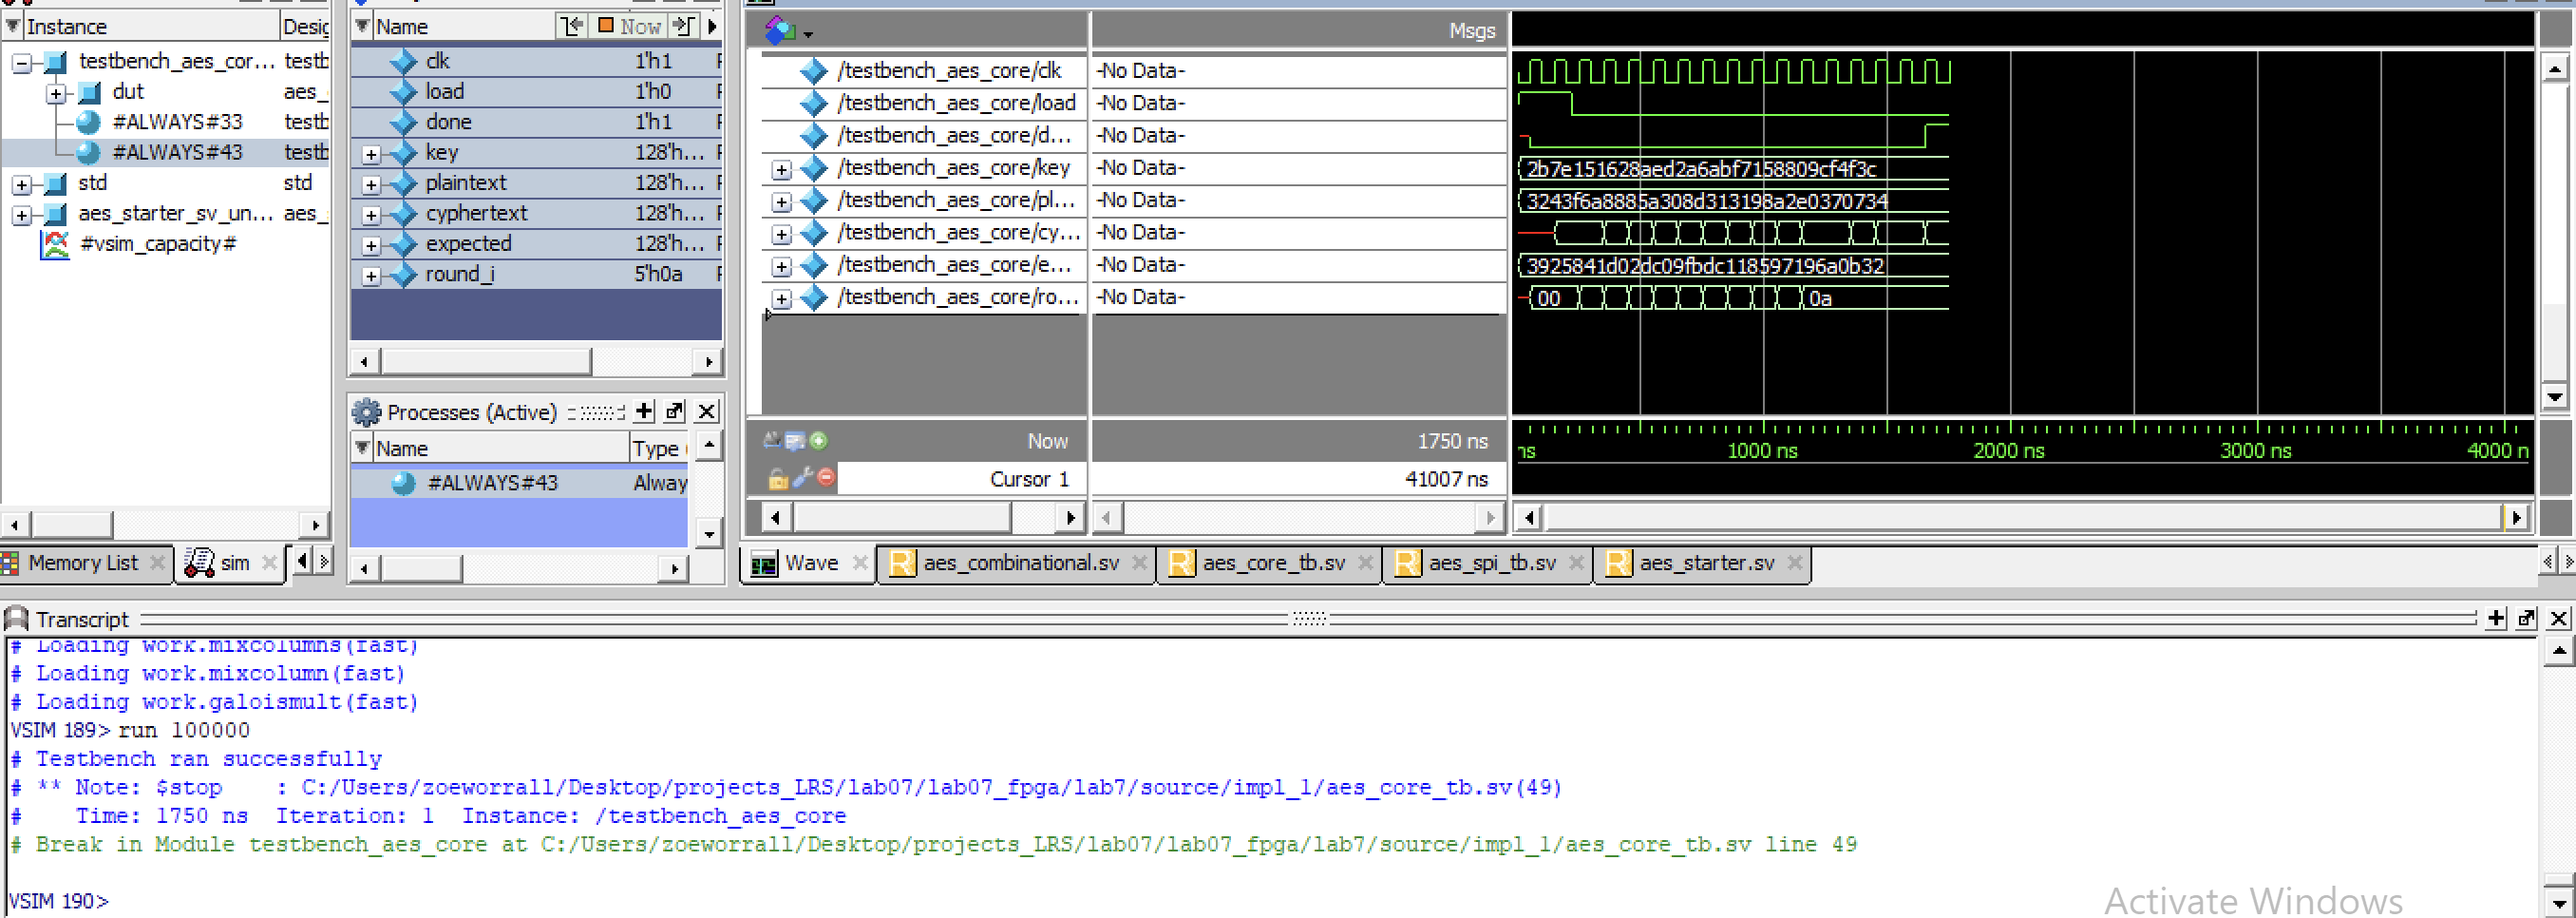 Instance
Desig
testbench_aes_cor...
testb
dut
aes_
#ALWAYS#33
testb
#ALWAYS#43
testb
std
std
aes_starter_sv_un...
aes_
#vsim_capacity#
Memory List
sim
Name
Now
clk
1'h1
load
1'h0
done
1'h1
key
128'h...
plaintext
128'h...
cyphertext
128'h...
expected
128'h...
round_i
5'h0a
Processes (Active)
Name
Type (
#ALWAYS#43
Alway
Msgs
/testbench_aes_core/clk
-No Data-
/testbench_aes_core/load
-No Data-
/testbench_aes_core/d...
-No Data-
/testbench_aes_core/key
-No Data-
2b7e151628aed2a6abf7158809cf4f3c
/testbench_aes_core/pl...
-No Data-
3243f6a8885a308d313198a2e0370734
/testbench_aes_core/cy...
-No Data-
/testbench_aes_core/e...
-No Data-
3925841d02dc09fbdc118597196a0b32
/testbench_aes_core/ro...
-No Data-
00
0a
Now
1750 ns
Cursor 1
41007 ns
ns
1000 ns
2000 ns
3000 ns
4000 n
Wave
aes_combinational.sv
aes_core_tb.sv
aes_spi_tb.sv
aes_starter.sv
Transcript
# Loading work.mixcolumns(fast)
# Loading work.mixcolumn(fast)
# Loading work.galoismult(fast)
VSIM 189> run 100000
# Testbench ran successfully
# ** Note: $stop    : C:/Users/zoeworrall/Desktop/projects_LRS/lab07/lab07_fpga/lab7/source/impl_1/aes_core_tb.sv(49)
#    Time: 1750 ns  Iteration: 1  Instance: /testbench_aes_core
# Break in Module testbench_aes_core at C:/Users/zoeworrall/Desktop/projects_LRS/lab07/lab07_fpga/lab7/source/impl_1/aes_core_tb.sv line 49
VSIM 190>
Activate Windows